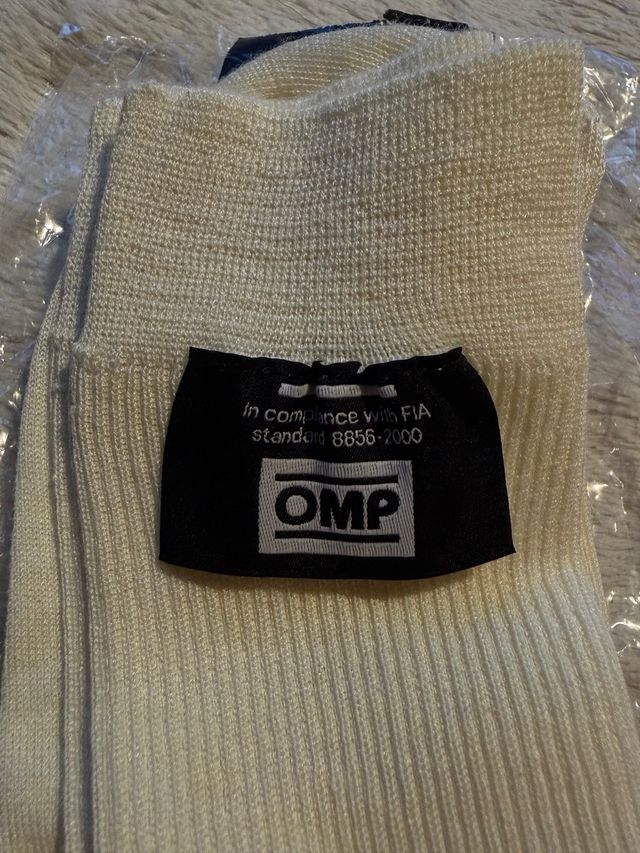 In compliance with FIA
standard 8856-2000
OMP